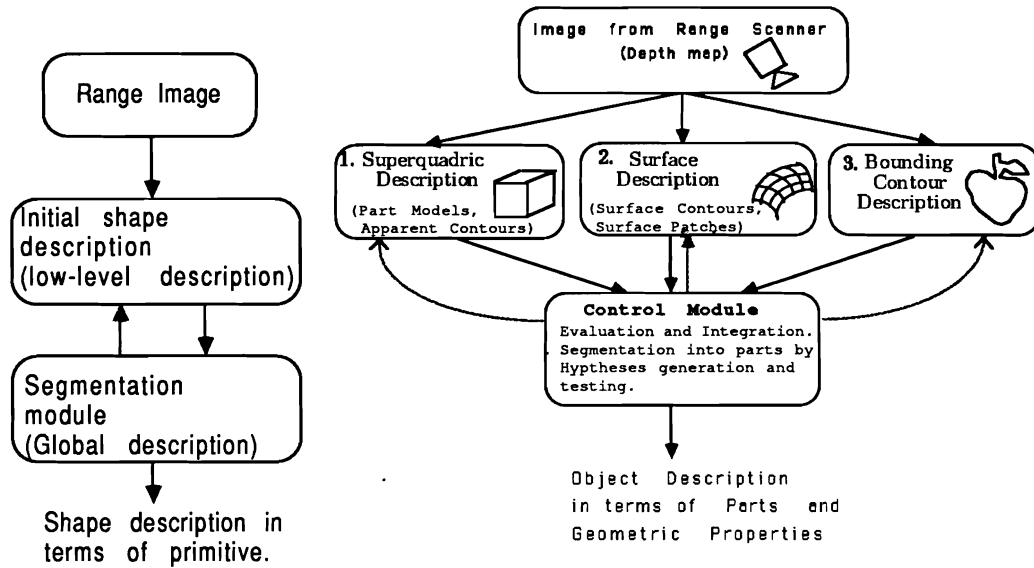 Range Image
Initial shape
description
(low-level description)
Segmentation
module
(Global description)
Shape description in
terms of primitive.
Image from Range Scanner
(Depth map)
1. Superquadric
Description
(Part Models,
Apparent Contours)
2. Surface
Description
(Surface Contours,
Surface Patches)
3. Bounding
Contour
Description
Control Module
Evaluation and Integration.
Segmentation into parts by
Hyptheses generation and
testing.
Object Description
in terms of Parts and
Geometric Properties